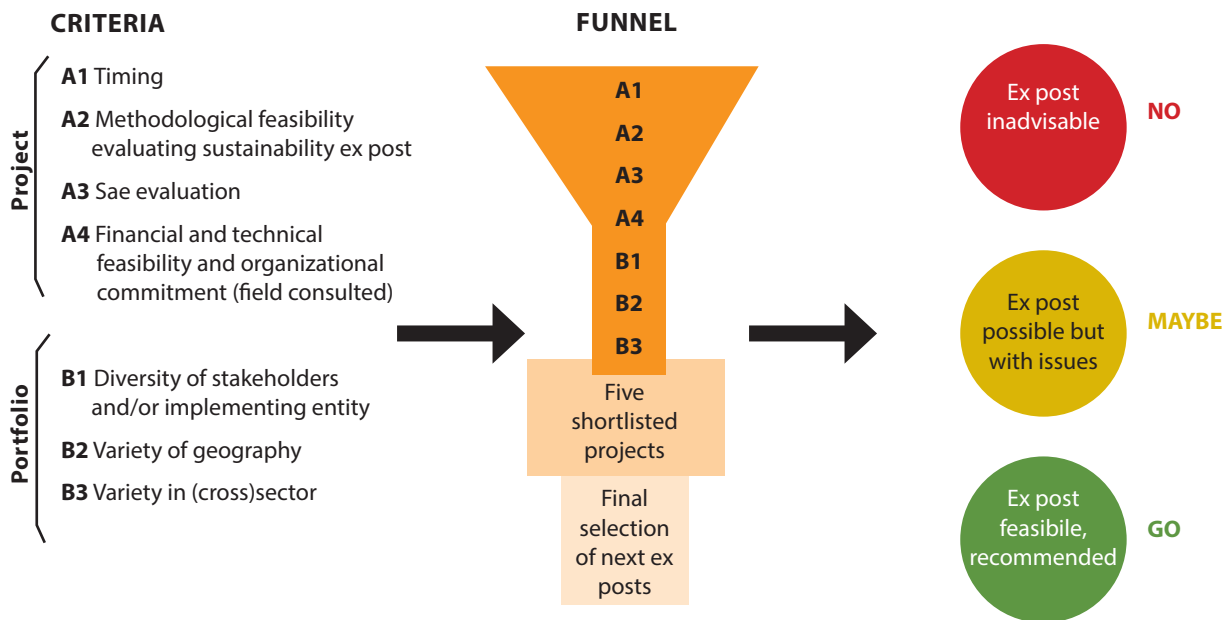 CRITERIA
Project
A1 Timing
A2 Methodological feasibility
evaluating sustainability ex post
A3 Sae evaluation
A4 Financial and technical
feasibility and organizational
commitment (field consulted)
Portfolio
B1 Diversity of stakeholders
and/or implementing entity
B2 Variety of geography
B3 Variety in (cross)sector
FUNNEL
A1
A2
A3
A4
B1
B2
B3
Five
shortlisted
projects
Final
selection
of next ex
posts
Ex post
inadvisable
NO
Ex post
possible but
with issues
MAYBE
Ex post
feasibile,
recommended
GO